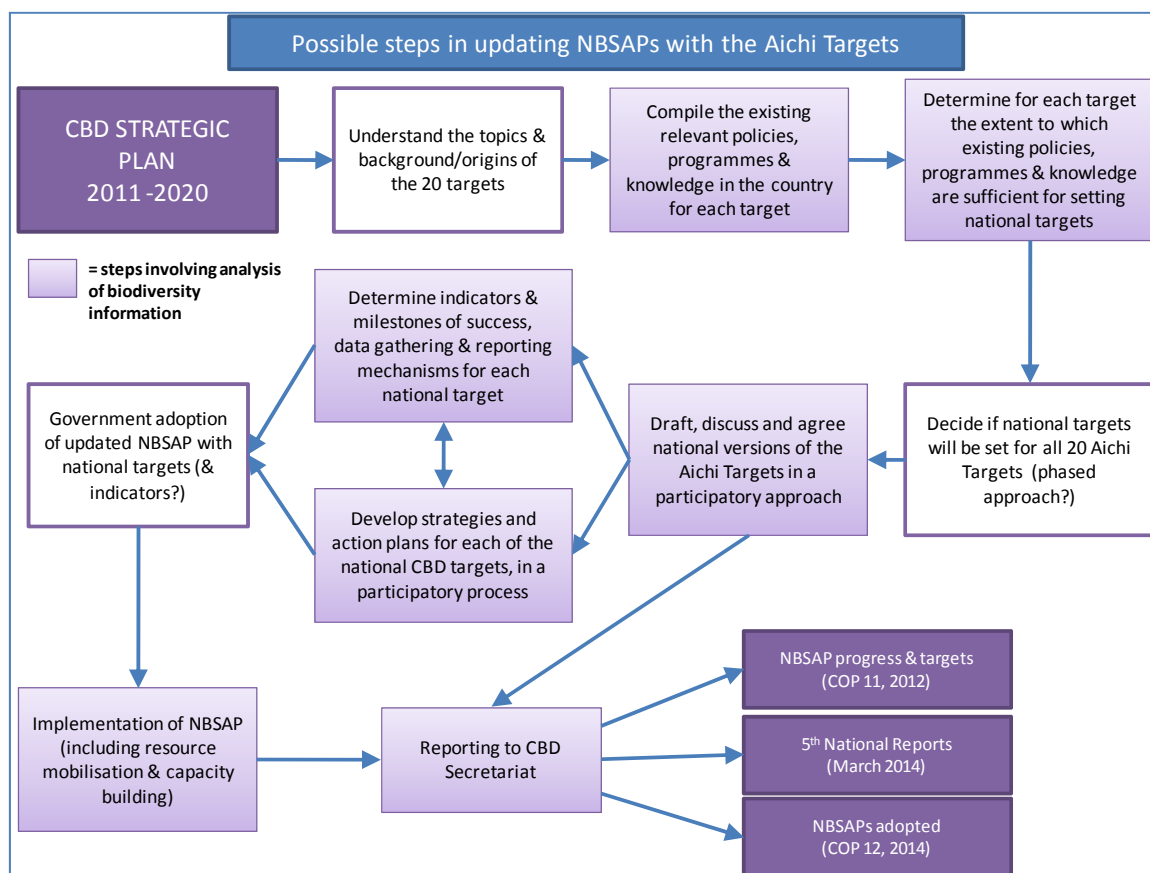 Possible steps in updating NBSAPs with the Aichi Targets
CBD STRATEGIC
PLAN
2011 -2020
Understand the topics &
background/origins of
the 20 targets
Compile the existing
relevant policies,
programmes &
knowledge in the country
for each target
Determine for each target
the extent to which
existing policies,
programmes & knowledge
are sufficient for setting
national targets
= steps involving analysis
of biodiversity
information
Determine indicators &
milestones of success,
data gathering & reporting
mechanisms for each
national target
Government adoption
of updated NBSAP with
national targets (&
indicators?)
Draft, discuss and agree
national versions of the
Aichi Targets in a
participatory approach
Decide if national targets
will be set for all 20 Aichi
Targets (phased
approach?)
Develop strategies and
action plans for each of the
national CBD targets, in a
participatory process
Implementation of NBSAP
(including resource
mobilisation & capacity
building)
Reporting to CBD
Secretariat
NBSAP progress & targets
(COP 11, 2012)
5th National Reports
(March 2014)
NBSAPs adopted
(COP 12, 2014)